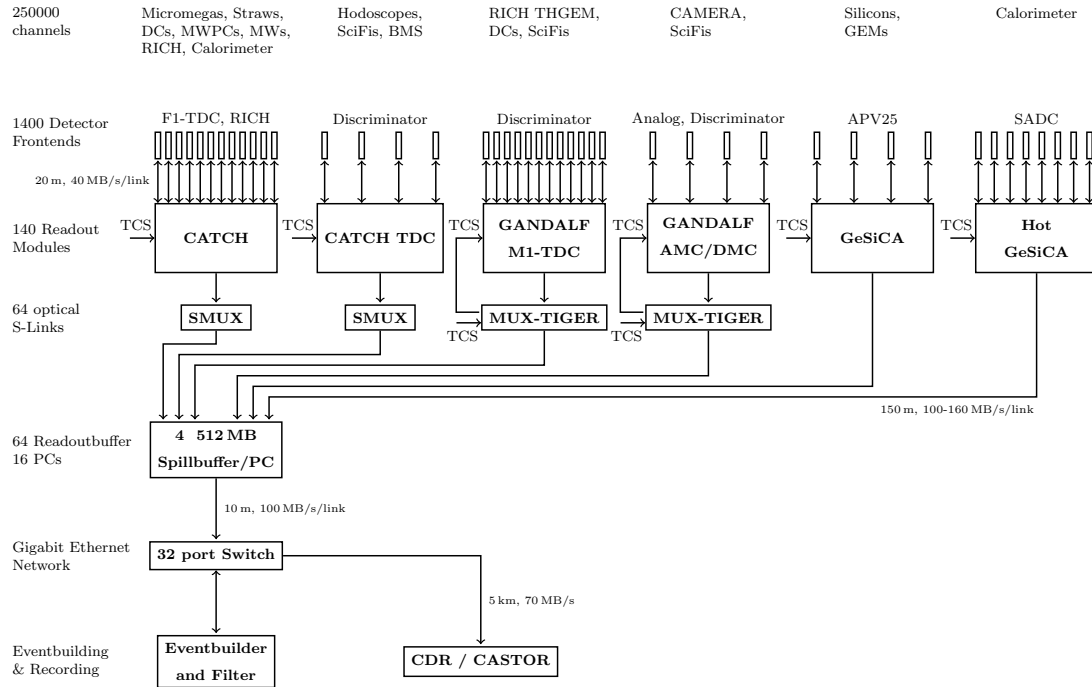 250000
channels
Micromegas, Straws,
DCs, MWPCs, MWs,
RICH, Calorimeter
Hodoscopes,
SciFis, BMS
RICH THGEM,
DCs, SciFis
CAMERA,
SciFis
Silicons,
GEMs
Calorimeter
1400 Detector
Frontends
F1-TDC, RICH
Discriminator
Discriminator
Analog, Discriminator
APV25
SADC
20 m, 40 MB/s/link
140 Readout
Modules
TCS
CATCH
TCS
CATCH TDC
TCS
GANDALF
M1-TDC
TCS
GANDALF
AMC/DMC
TCS
GeSiCA
TCS
Hot
GeSiCA
64 optical
S-Links
SMUX
SMUX
MUX-TIGER
TCS
MUX-TIGER
TCS
150 m, 100-160 MB/s/link
64 Readoutbuffer
16 PCs
4 512 MB
Spillbuffer/PC
10 m, 100 MB/s/link
Gigabit Ethernet
Network
32 port Switch
5 km, 70 MB/s
Eventbuilding
& Recording
Eventbuilder
and Filter
CDR / CASTOR